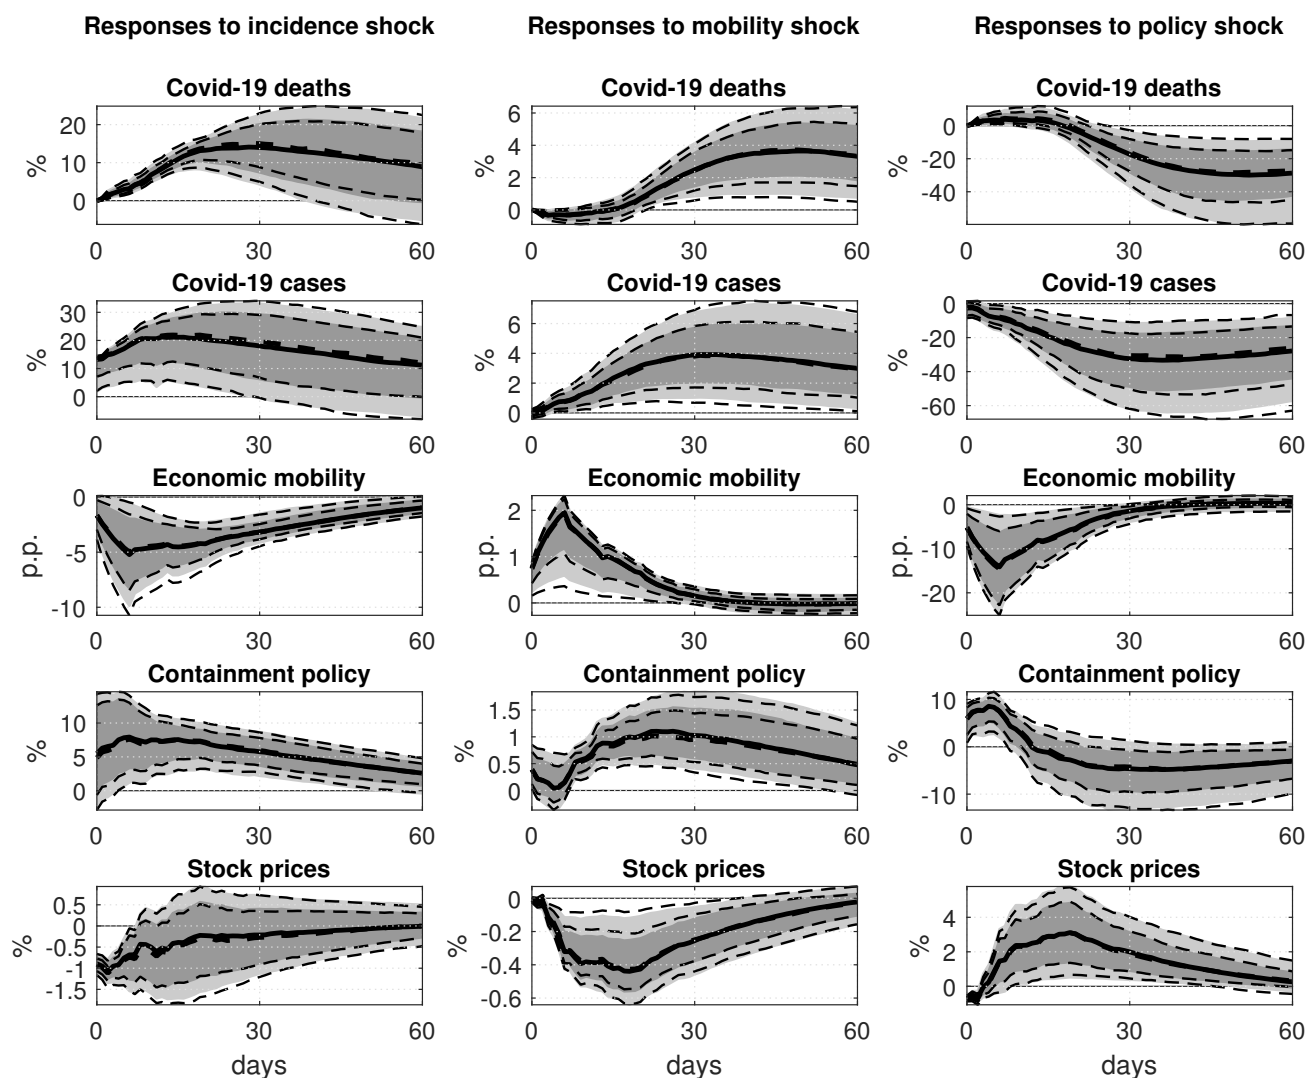 Responses to incidence shock Responses to mobility shock Responses to policy shock
Covid-19 deaths Covid-19 deaths Covid-19 deaths
20 10 0 % 0 30 60
6 4 2 0 % 0 30 60
0 -20 -40 % 0 30 60
Covid-19 cases Covid-19 cases Covid-19 cases
30 20 10 0 % 0 30 60
6 4 2 0 % 0 30 60
0 -20 -40 -60 % 0 30 60
Economic mobility Economic mobility Economic mobility
0 -5 -10 p.p. 0 30 60
2 1 0 p.p. 0 30 60
0 -10 -20 p.p. 0 30 60
Containment policy Containment policy Containment policy
10 5 0 % 0 30 60
1.5 1 0.5 0 % 0 30 60
10 0 -10 % 0 30 60
Stock prices Stock prices Stock prices
0.5 0 -0.5 -1 -1.5 % 0 30 60
0 -0.2 -0.4 -0.6 % 0 30 60
4 2 0 % 0 30 60
days days days